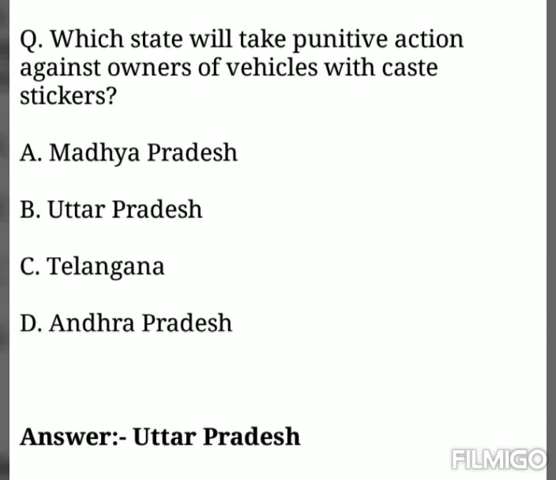 Q. Which state will take punitive action
against owners of vehicles with caste
stickers?
A. Madhya Pradesh
B. Uttar Pradesh
C. Telangana
D. Andhra Pradesh
Answer:- Uttar Pradesh
FILMIGO